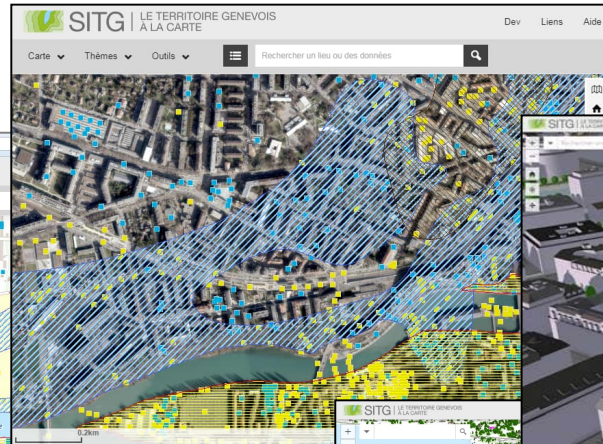 SITG LE TERRITOIRE GENEVOIS
À LA CARTE
Dev Liens Aide
Carte Thèmes Outils
Rechercher un lieu ou des données
SITG
0.2km
SITG LE TERRITOIRE GENEVOIS
À LA CARTE